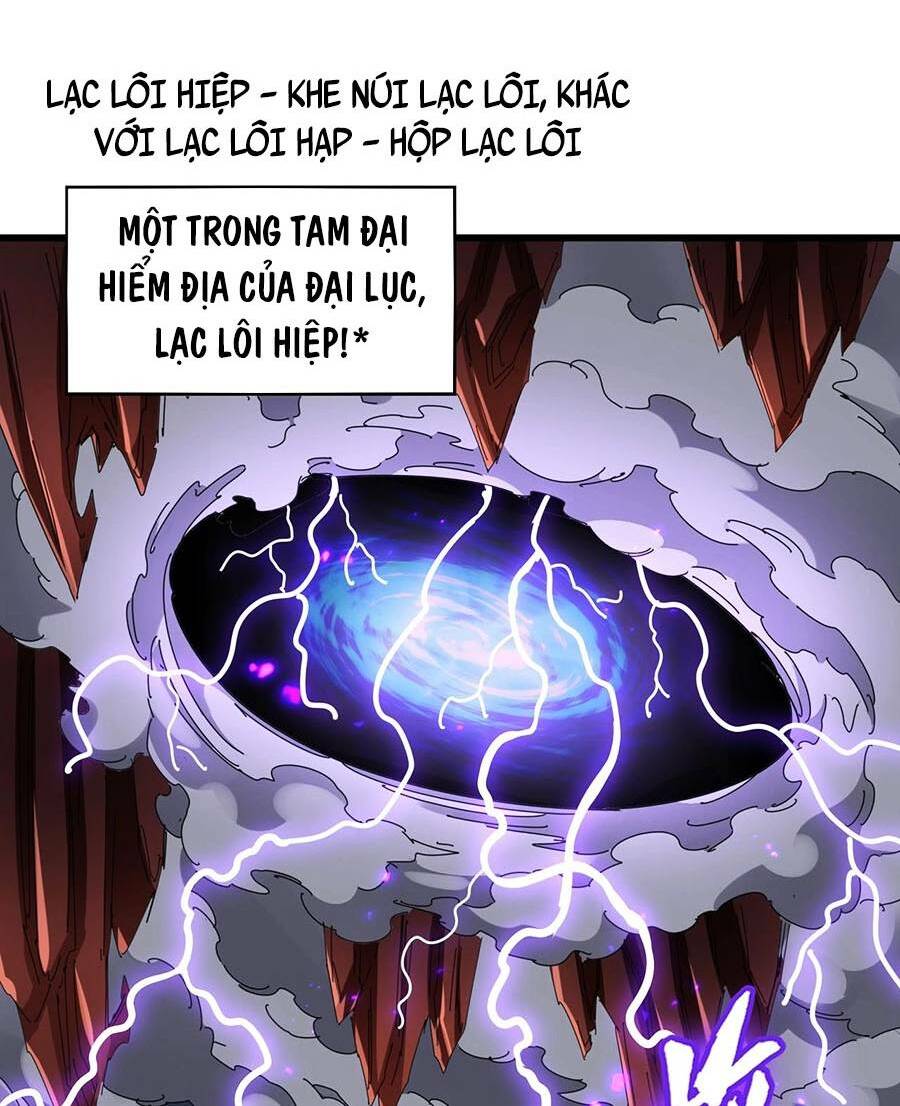 LẠC LÔI HIỆP - KHE NÚI LẠC LÔI, KHÁC
VỚI LẠC LÔI HẠP - HỘP LẠC LÔI
MỘT TRONG TAM ĐẠI
HIỂM ĐỊA CỦA ĐẠI LỤC,
LẠC LÔI HIỆP!*